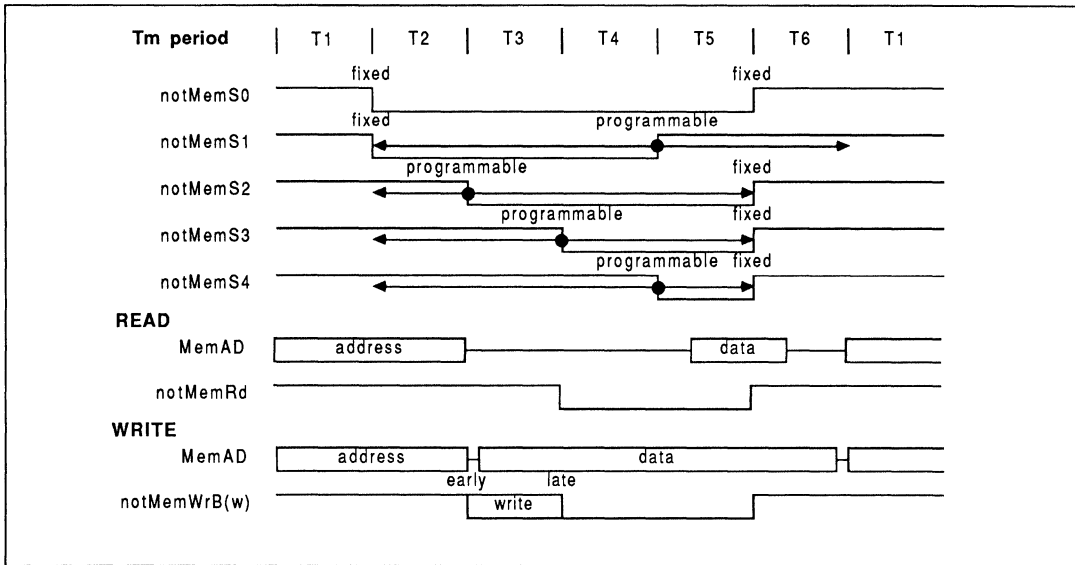 Tm period | T1 | T2 | T3 | T4 | T5 | T6 | T1
fixed fixed
notMemS0
fixed programmable
notMemS1
programmable fixed
notMemS2
programmable fixed
notMemS3
programmable fixed
notMemS4
READ
MemAD address data
notMemRd
WRITE
MemAD address data
early late
notMemWrB(w) write